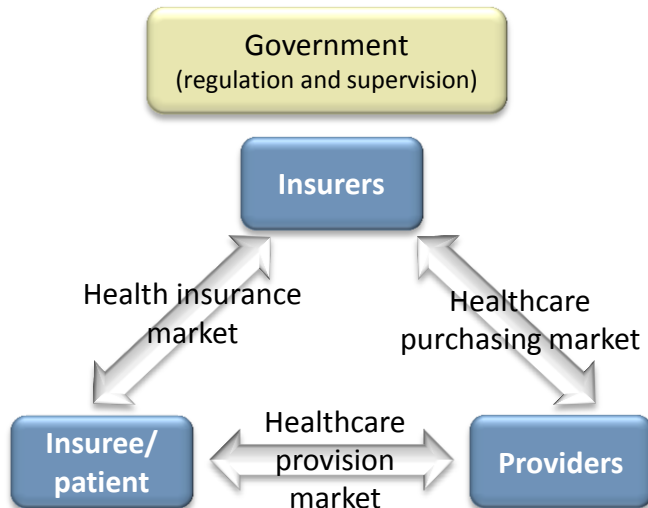 Government
(regulation and supervision)
Insurers
Health insurance
market
Healthcare
purchasing market
Insuree/
patient
Healthcare
provision
market
Providers